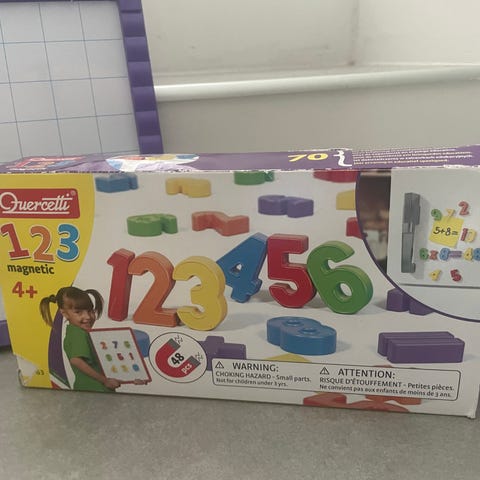 Quercetti
123
magnetic
4+
70
123456
5+8=
48
pcs
WARNING:
CHOKING HAZARD - Small parts.
Not for children under 3 yrs.
ATTENTION:
RISQUE D'ÉTOUFFEMENT - Petites pièces.
Ne convient pas aux enfants de moins de 3 ans.